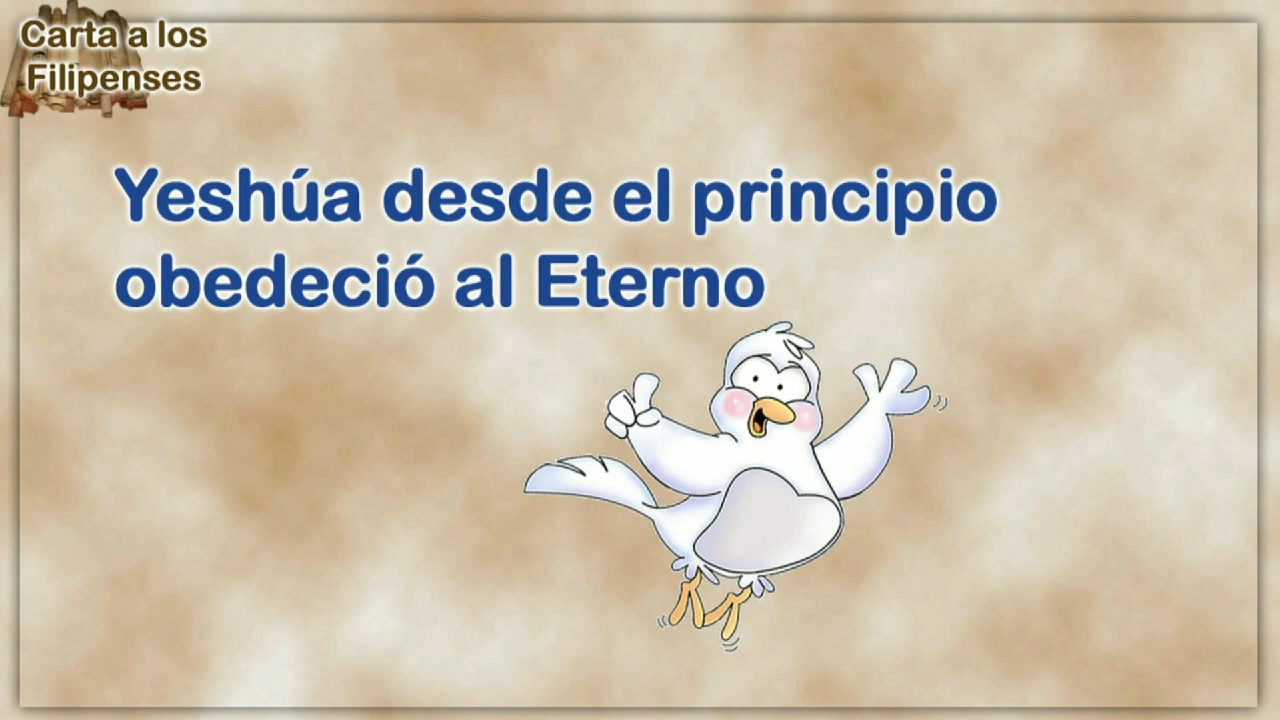 Carta a los
Filipenses
Yeshúa desde el principio
obedeció al Eterno